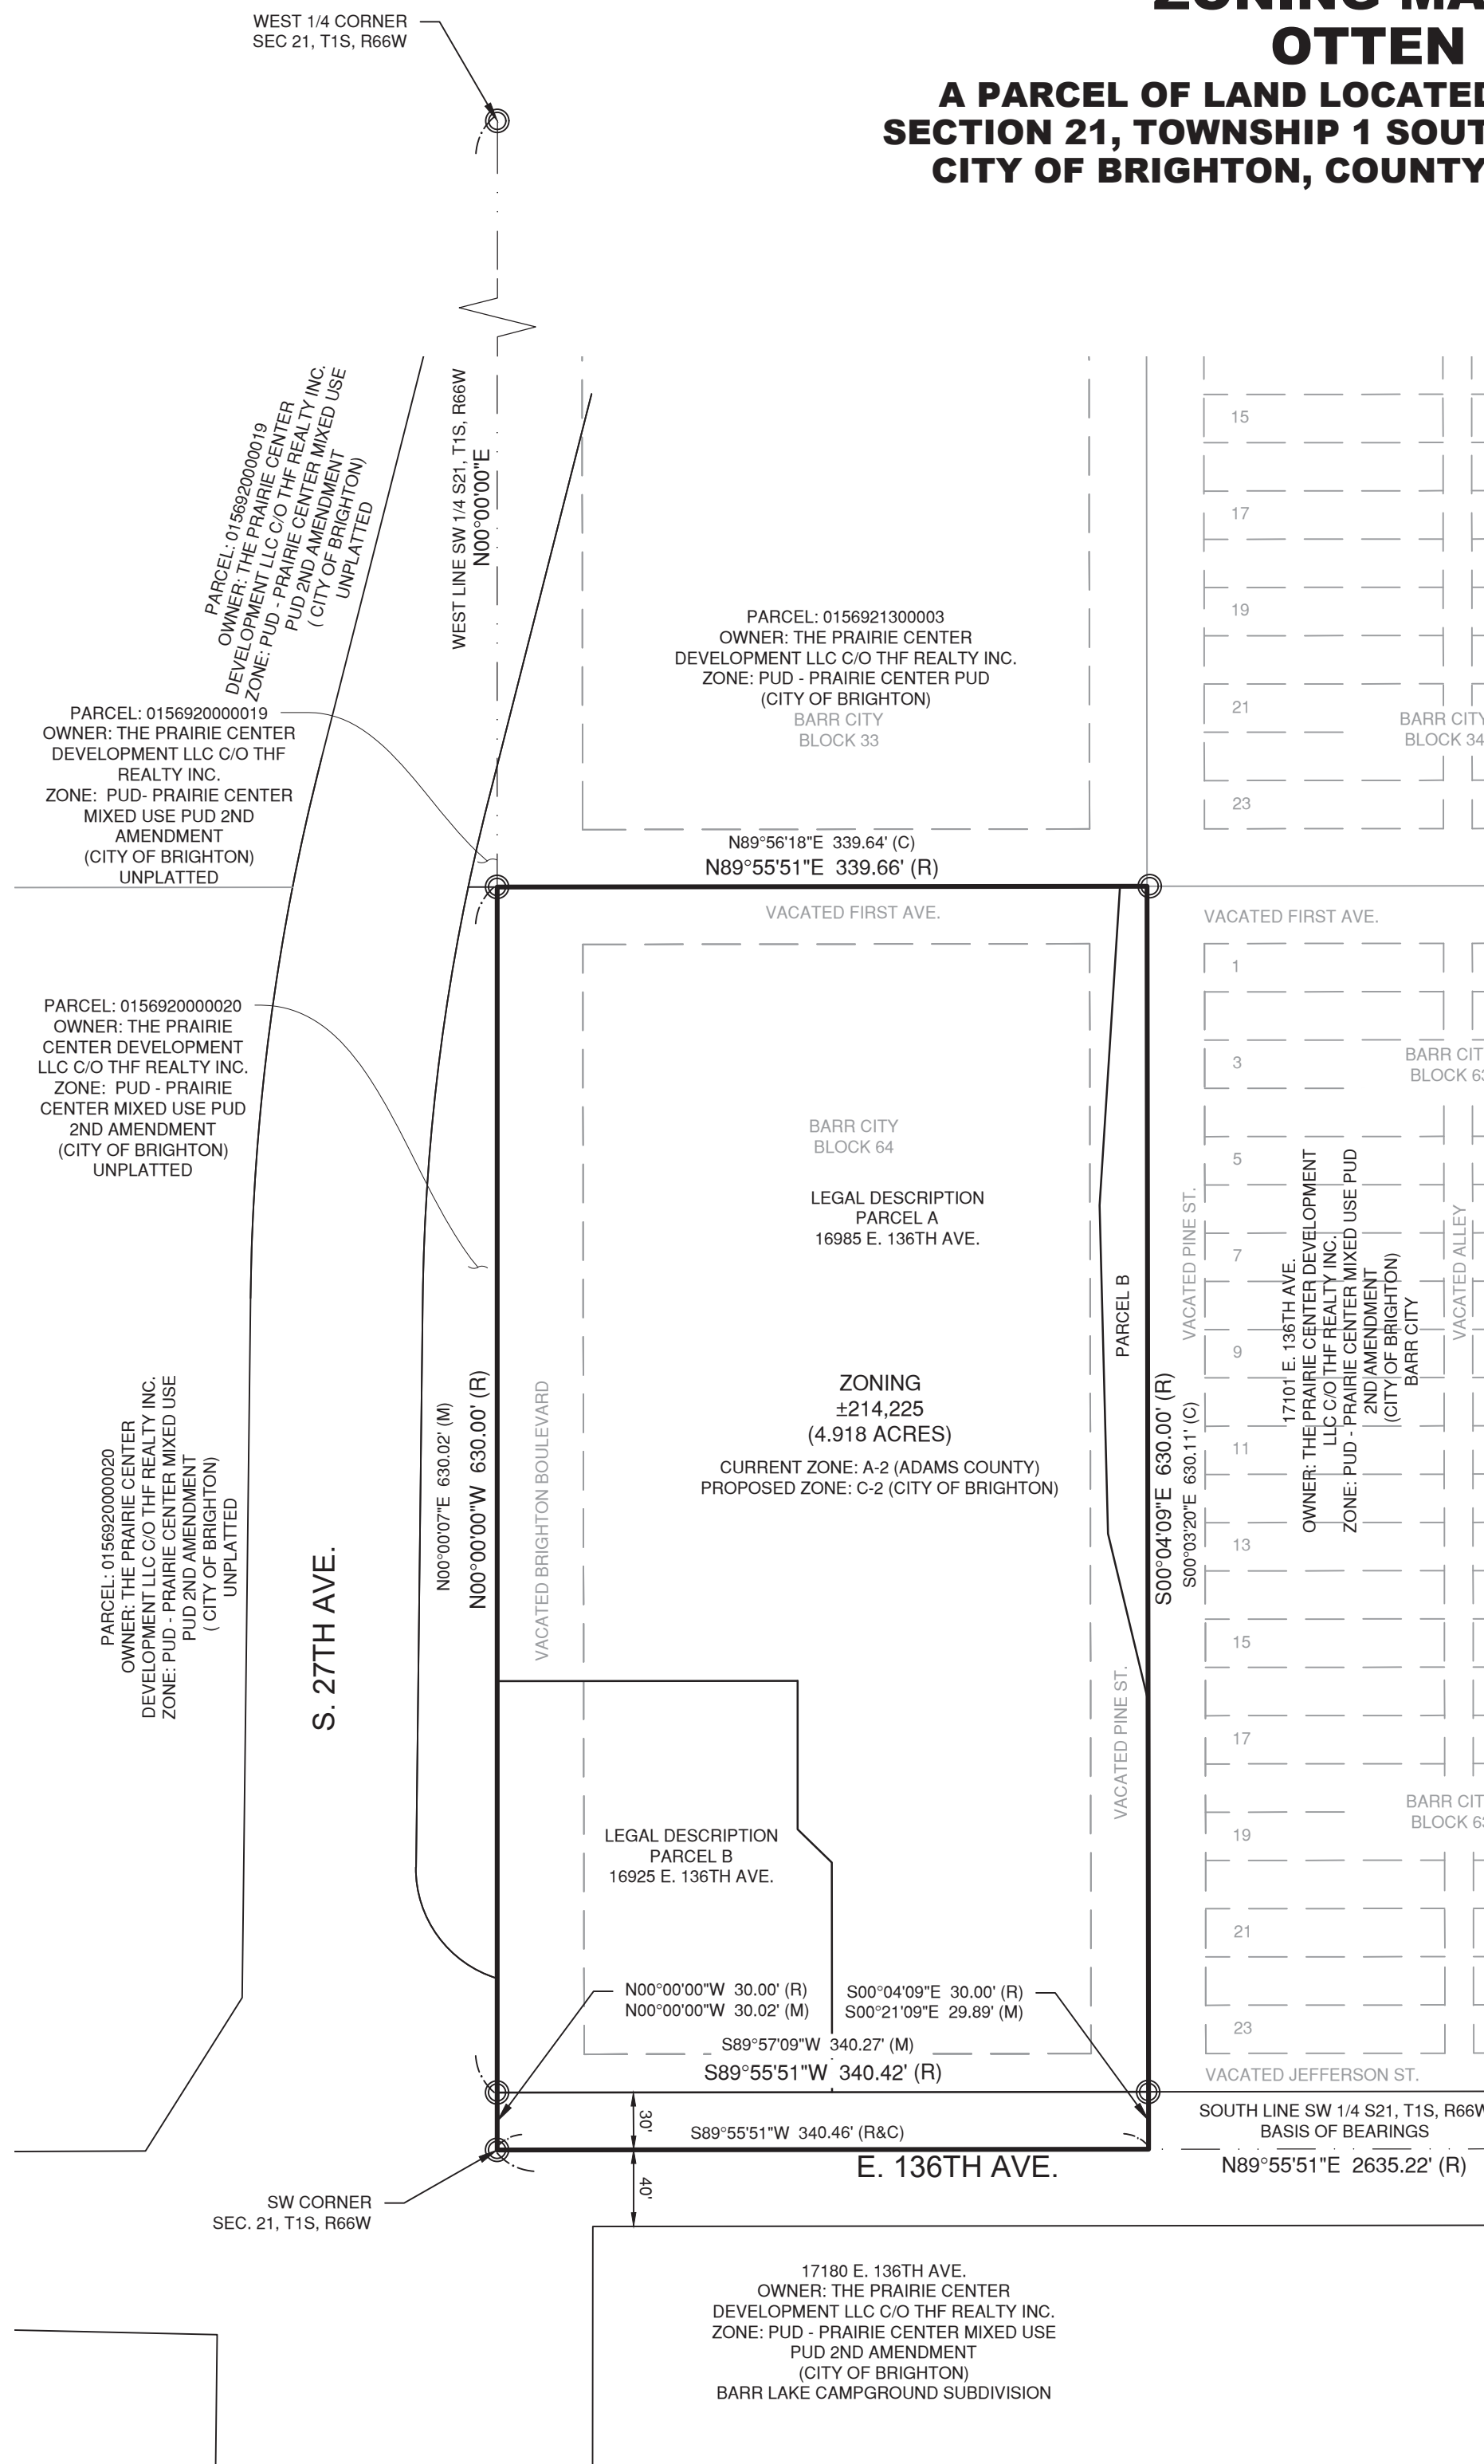 ZONING MA
OTTEN
A PARCEL OF LAND LOCATED
SECTION 21, TOWNSHIP 1 SOUT
CITY OF BRIGHTON, COUNTY
WEST 1/4 CORNER
SEC 21, T1S, R66W
WEST LINE SW 1/4 S21, T1S, R66W
N00°00'00"E
PARCEL: 0156920000019
OWNER: THE PRAIRIE CENTER
DEVELOPMENT LLC C/O THF REALTY INC.
ZONE: PUD - PRAIRIE CENTER MIXED USE
PUD 2ND AMENDMENT
( CITY OF BRIGHTON)
UNPLATTED
PARCEL: 0156920000019
OWNER: THE PRAIRIE CENTER
DEVELOPMENT LLC C/O THF
REALTY INC.
ZONE: PUD- PRAIRIE CENTER
MIXED USE PUD 2ND
AMENDMENT
(CITY OF BRIGHTON)
UNPLATTED
PARCEL: 0156921300003
OWNER: THE PRAIRIE CENTER
DEVELOPMENT LLC C/O THF REALTY INC.
ZONE: PUD - PRAIRIE CENTER PUD
(CITY OF BRIGHTON)
BARR CITY
BLOCK 33
15
17
19
21
23
BARR CITY
BLOCK 34
N89°56'18"E 339.64' (C)
N89°55'51"E 339.66' (R)
VACATED FIRST AVE.
VACATED FIRST AVE.
PARCEL: 0156920000020
OWNER: THE PRAIRIE
CENTER DEVELOPMENT
LLC C/O THF REALTY INC.
ZONE: PUD - PRAIRIE
CENTER MIXED USE PUD
2ND AMENDMENT
(CITY OF BRIGHTON)
UNPLATTED
BARR CITY
BLOCK 64
LEGAL DESCRIPTION
PARCEL A
16985 E. 136TH AVE.
PARCEL B
ZONING
±214,225
(4.918 ACRES)
CURRENT ZONE: A-2 (ADAMS COUNTY)
PROPOSED ZONE: C-2 (CITY OF BRIGHTON)
PARCEL: 0156920000020
OWNER: THE PRAIRIE CENTER
DEVELOPMENT LLC C/O THF REALTY INC.
ZONE: PUD - PRAIRIE CENTER MIXED USE
PUD 2ND AMENDMENT
( CITY OF BRIGHTON)
UNPLATTED
S. 27TH AVE.
N00°00'07"E 630.02' (M)
N00°00'00"W 630.00' (R)
VACATED BRIGHTON BOULEVARD
S00°04'09"E 630.00' (R)
S00°03'20"E 630.11' (C)
VACATED PINE ST.
VACATED PINE ST.
1
3
5
7
9
11
13
15
17
19
21
23
BARR CIT
BLOCK 63
17101 E. 136TH AVE.
OWNER: THE PRAIRIE CENTER DEVELOPMENT
LLC C/O THF REALTY INC.
ZONE: PUD - PRAIRIE CENTER MIXED USE PUD
2ND AMENDMENT
(CITY OF BRIGHTON)
BARR CITY
VACATED ALLEY
BARR CIT
BLOCK 63
LEGAL DESCRIPTION
PARCEL B
16925 E. 136TH AVE.
N00°00'00"W 30.00' (R)
N00°00'00"W 30.02' (M)
S00°04'09"E 30.00' (R)
S00°21'09"E 29.89' (M)
S89°57'09"W 340.27' (M)
S89°55'51"W 340.42' (R)
VACATED JEFFERSON ST.
30'
S89°55'51"W 340.46' (R&C)
SOUTH LINE SW 1/4 S21, T1S, R66W
BASIS OF BEARINGS
N89°55'51"E 2635.22' (R)
E. 136TH AVE.
40'
SW CORNER
SEC. 21, T1S, R66W
17180 E. 136TH AVE.
OWNER: THE PRAIRIE CENTER
DEVELOPMENT LLC C/O THF REALTY INC.
ZONE: PUD - PRAIRIE CENTER MIXED USE
PUD 2ND AMENDMENT
(CITY OF BRIGHTON)
BARR LAKE CAMPGROUND SUBDIVISION